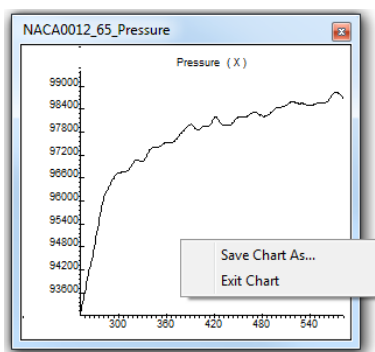 NACA0012_65_Pressure
Pressure ( X )
99000
98400
97800
97200
96600
96000
95400
94800
94200
93600
Save Chart As...
Exit Chart
300 360 420 480 540